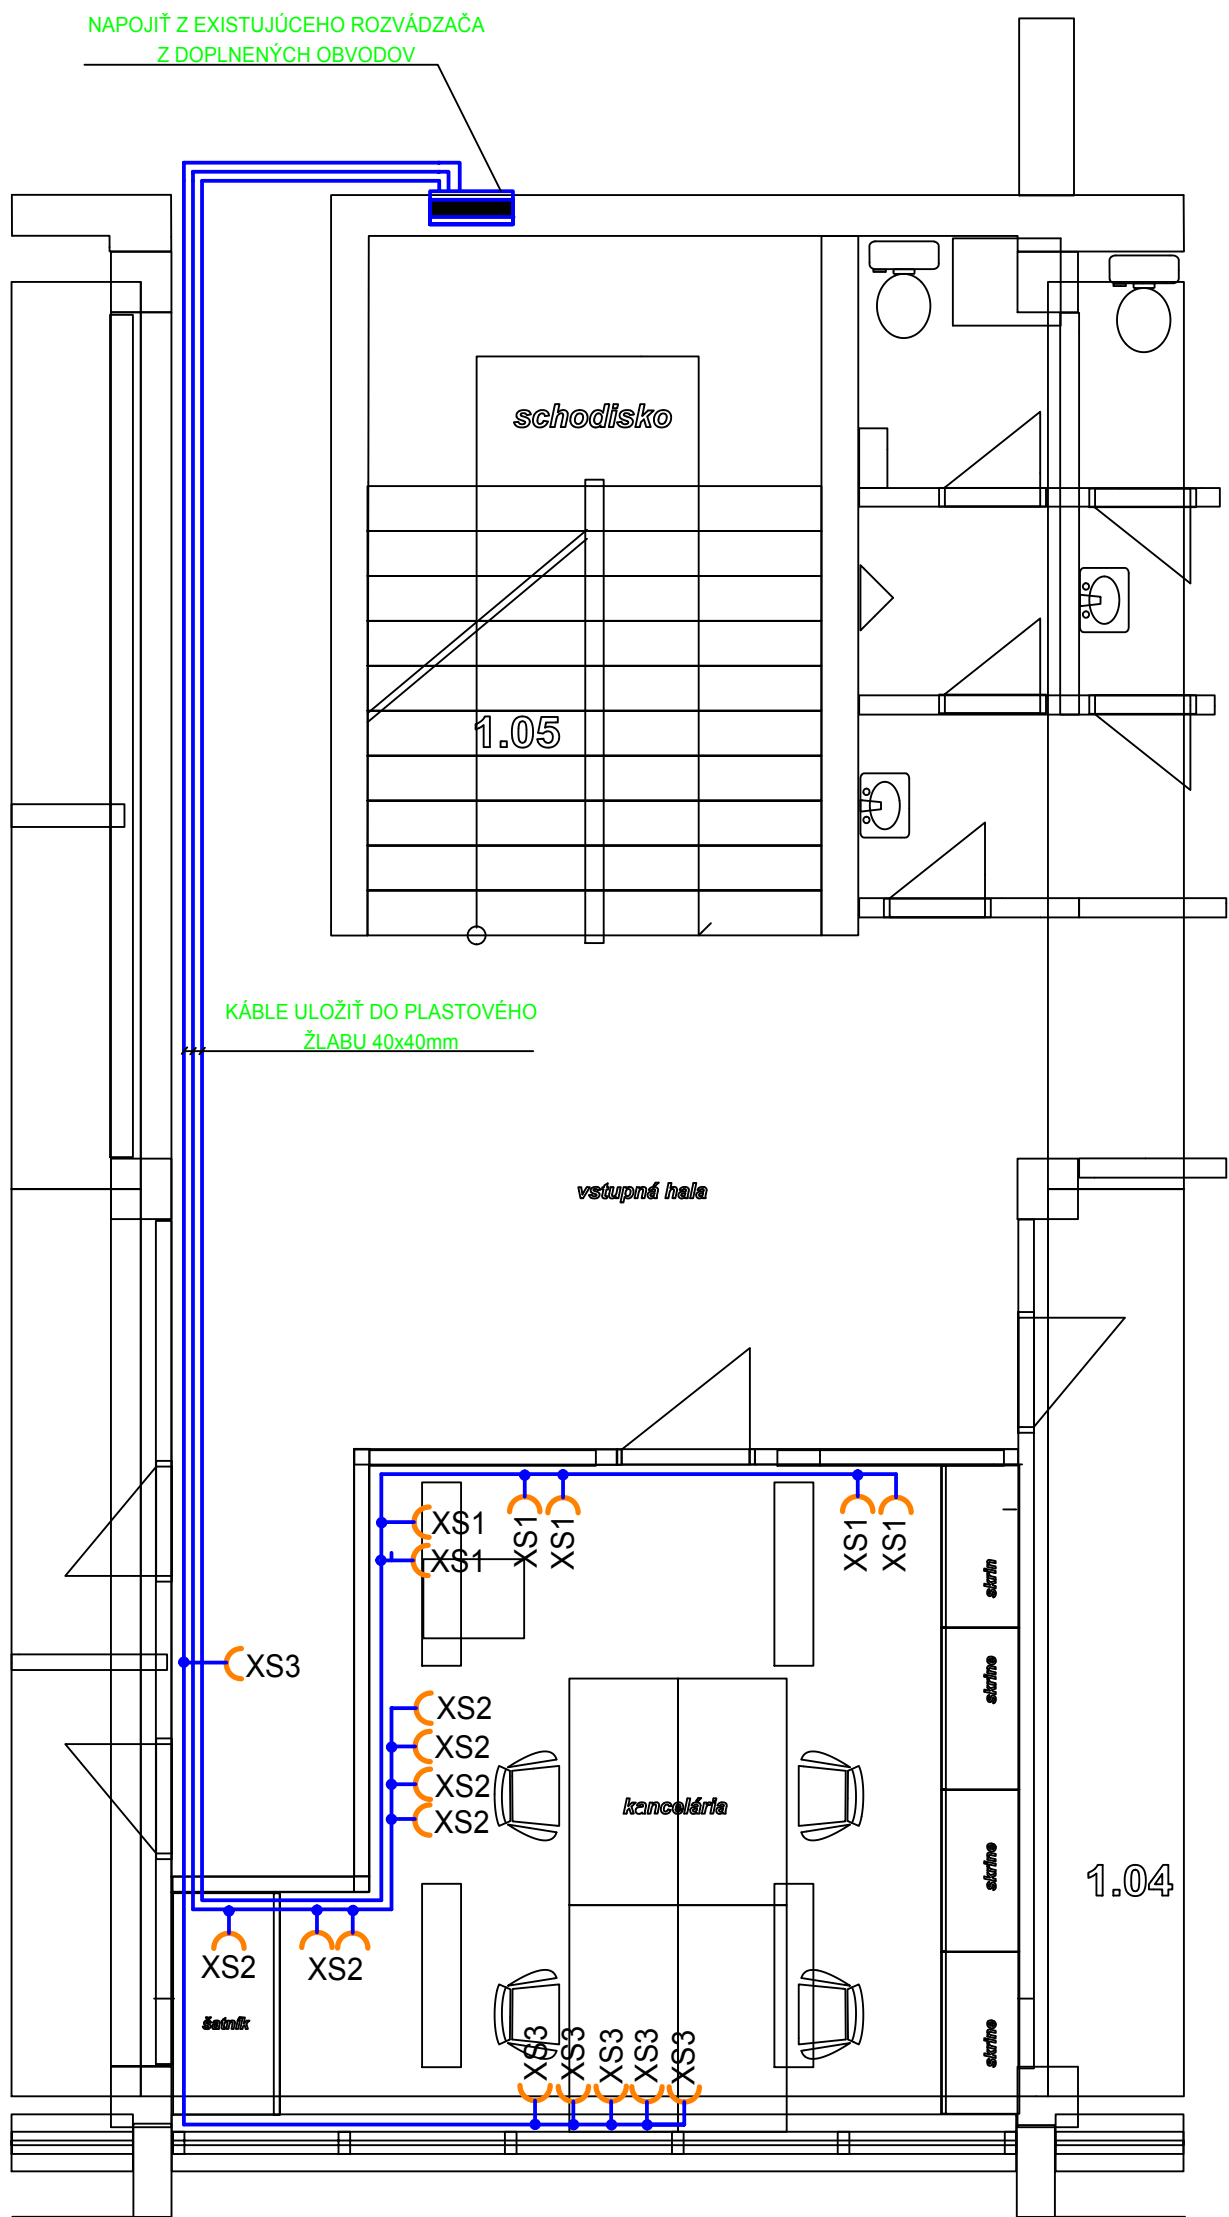 NAPOJIŤ Z EXISTUJÚCEHO ROZVÁDZAČA
Z DOPLNENÝCH OBVODOV
schodisko
1.05
KÁBLE ULOŽIŤ DO PLASTOVÉHO
ŽLABU 40x40mm
vstupná hala
XS1
XS1
XS1
XS1
XS1
XS1
skrin
XS3
skrine
XS2
XS2
XS2
XS2
kancelária
skrine
1.04
XS2
XS2
šatník
XS3
XS3
XS3
XS3
XS3
skrine